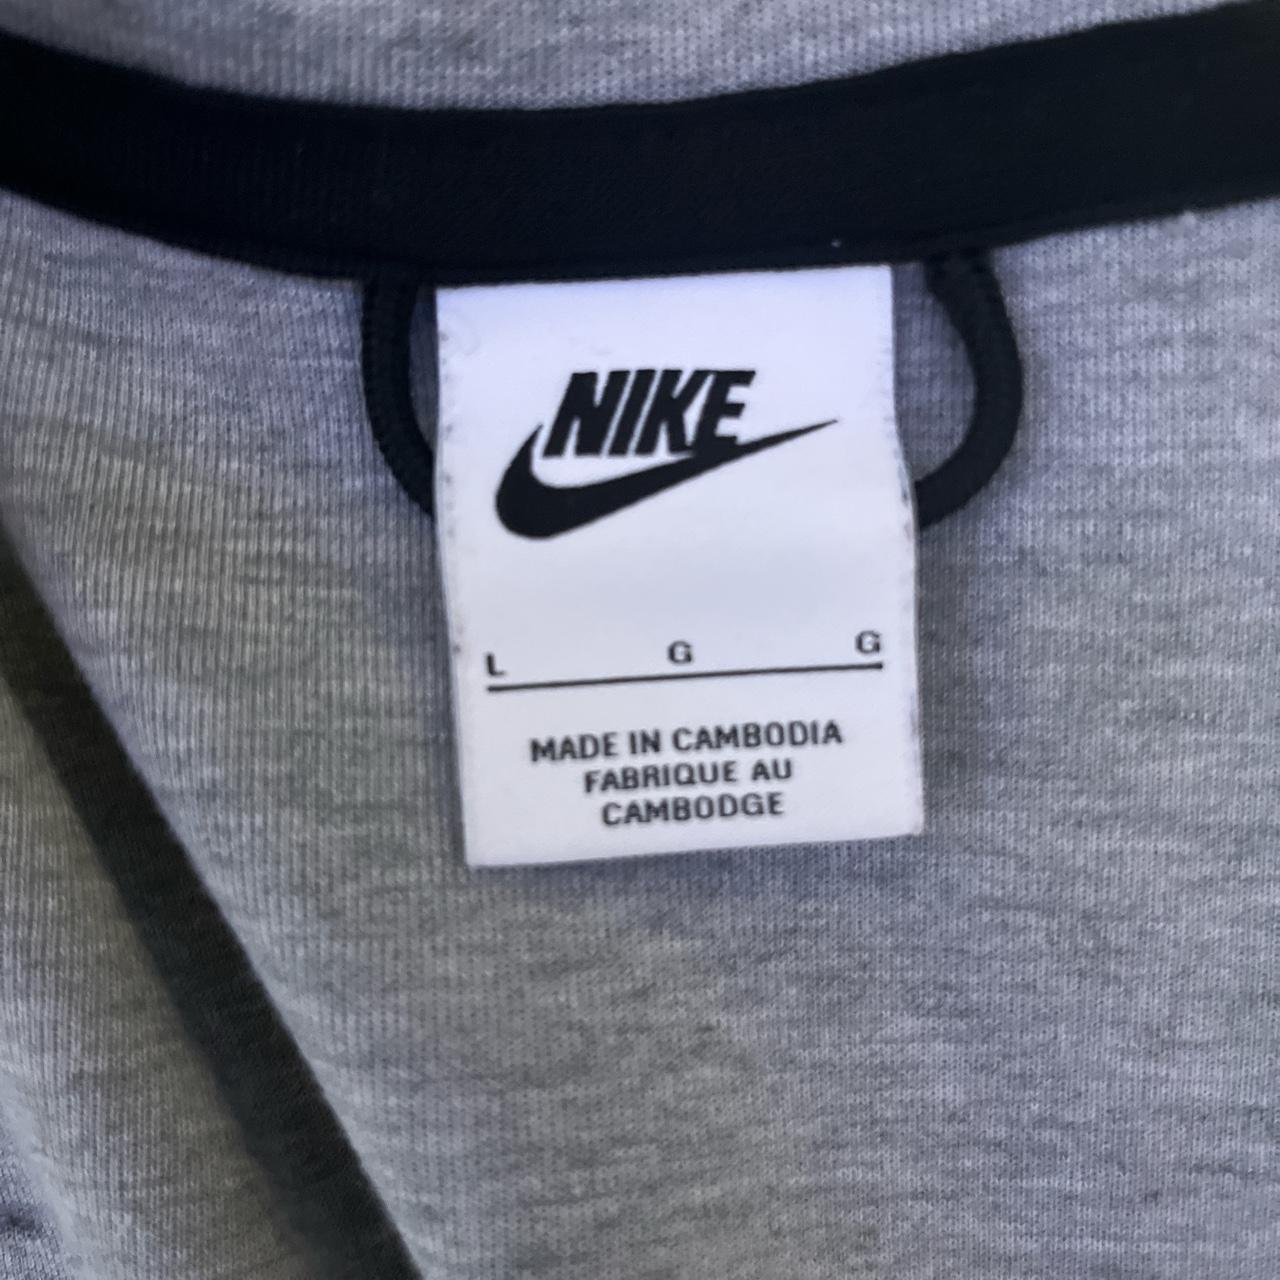 NIKE
L G G
MADE IN CAMBODIA
FABRIQUE AU
CAMBODGE